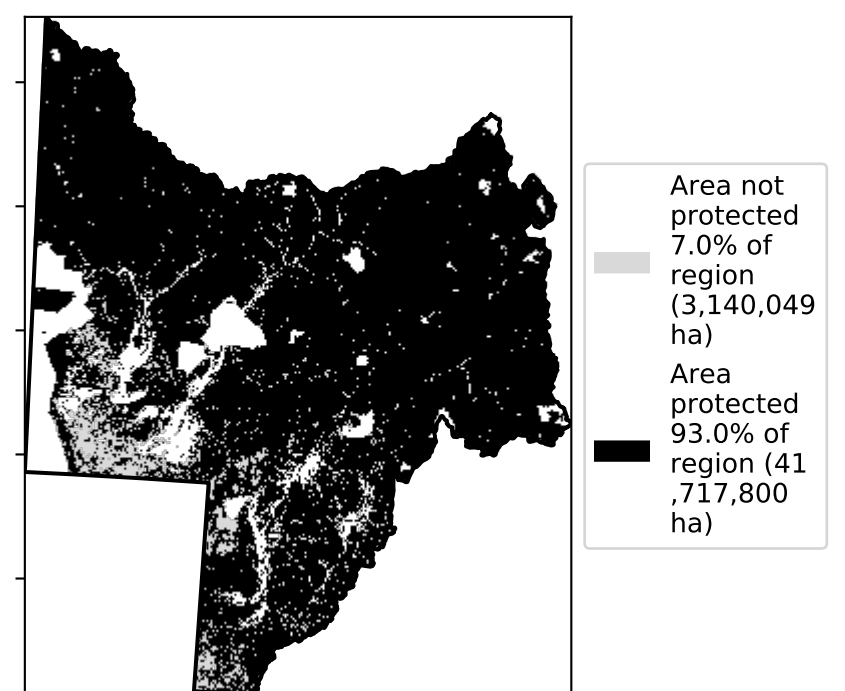 Area not
protected
7.0% of
region
(3,140,049
ha)
Area
protected
93.0% of
region (41
,717,800
ha)